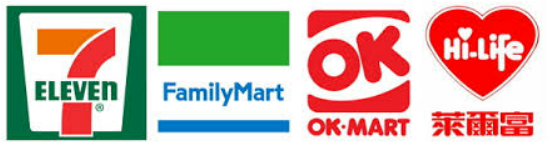 7
ELEVEn
®
FamilyMart
OK
OK·MART
Hi-Life
萊爾富